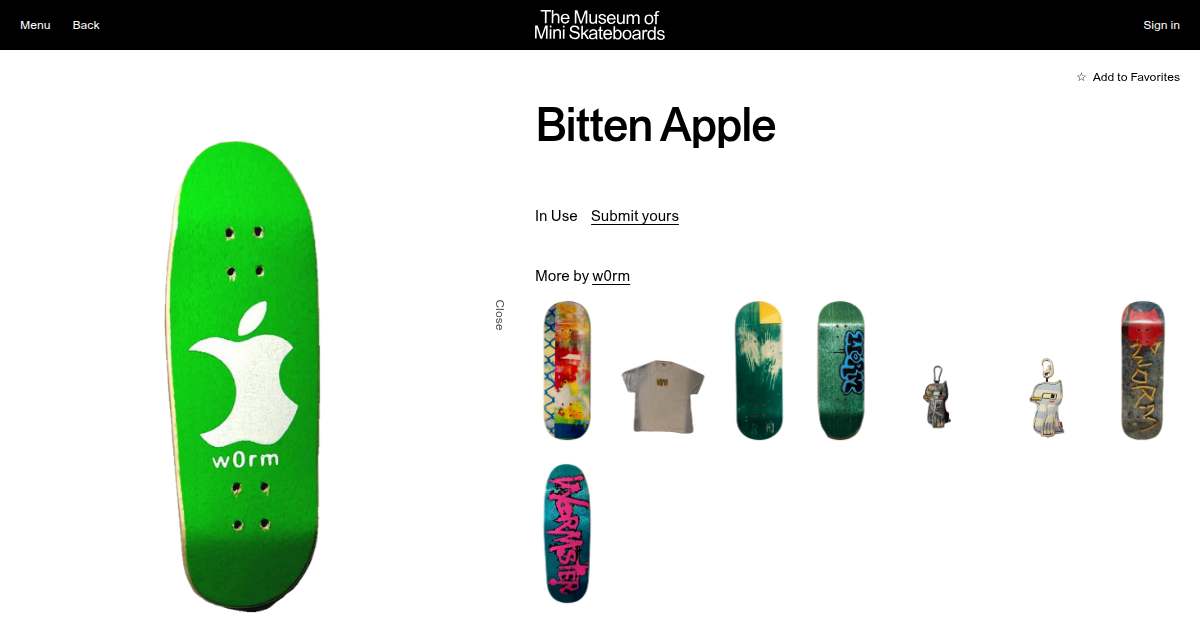 Menu
Back
The Museum of
Mini Skateboards
Sign in
☆ Add to Favorites
Bitten Apple
In Use
Submit yours
More by w0rm
Close
w0rm
WORMSTER